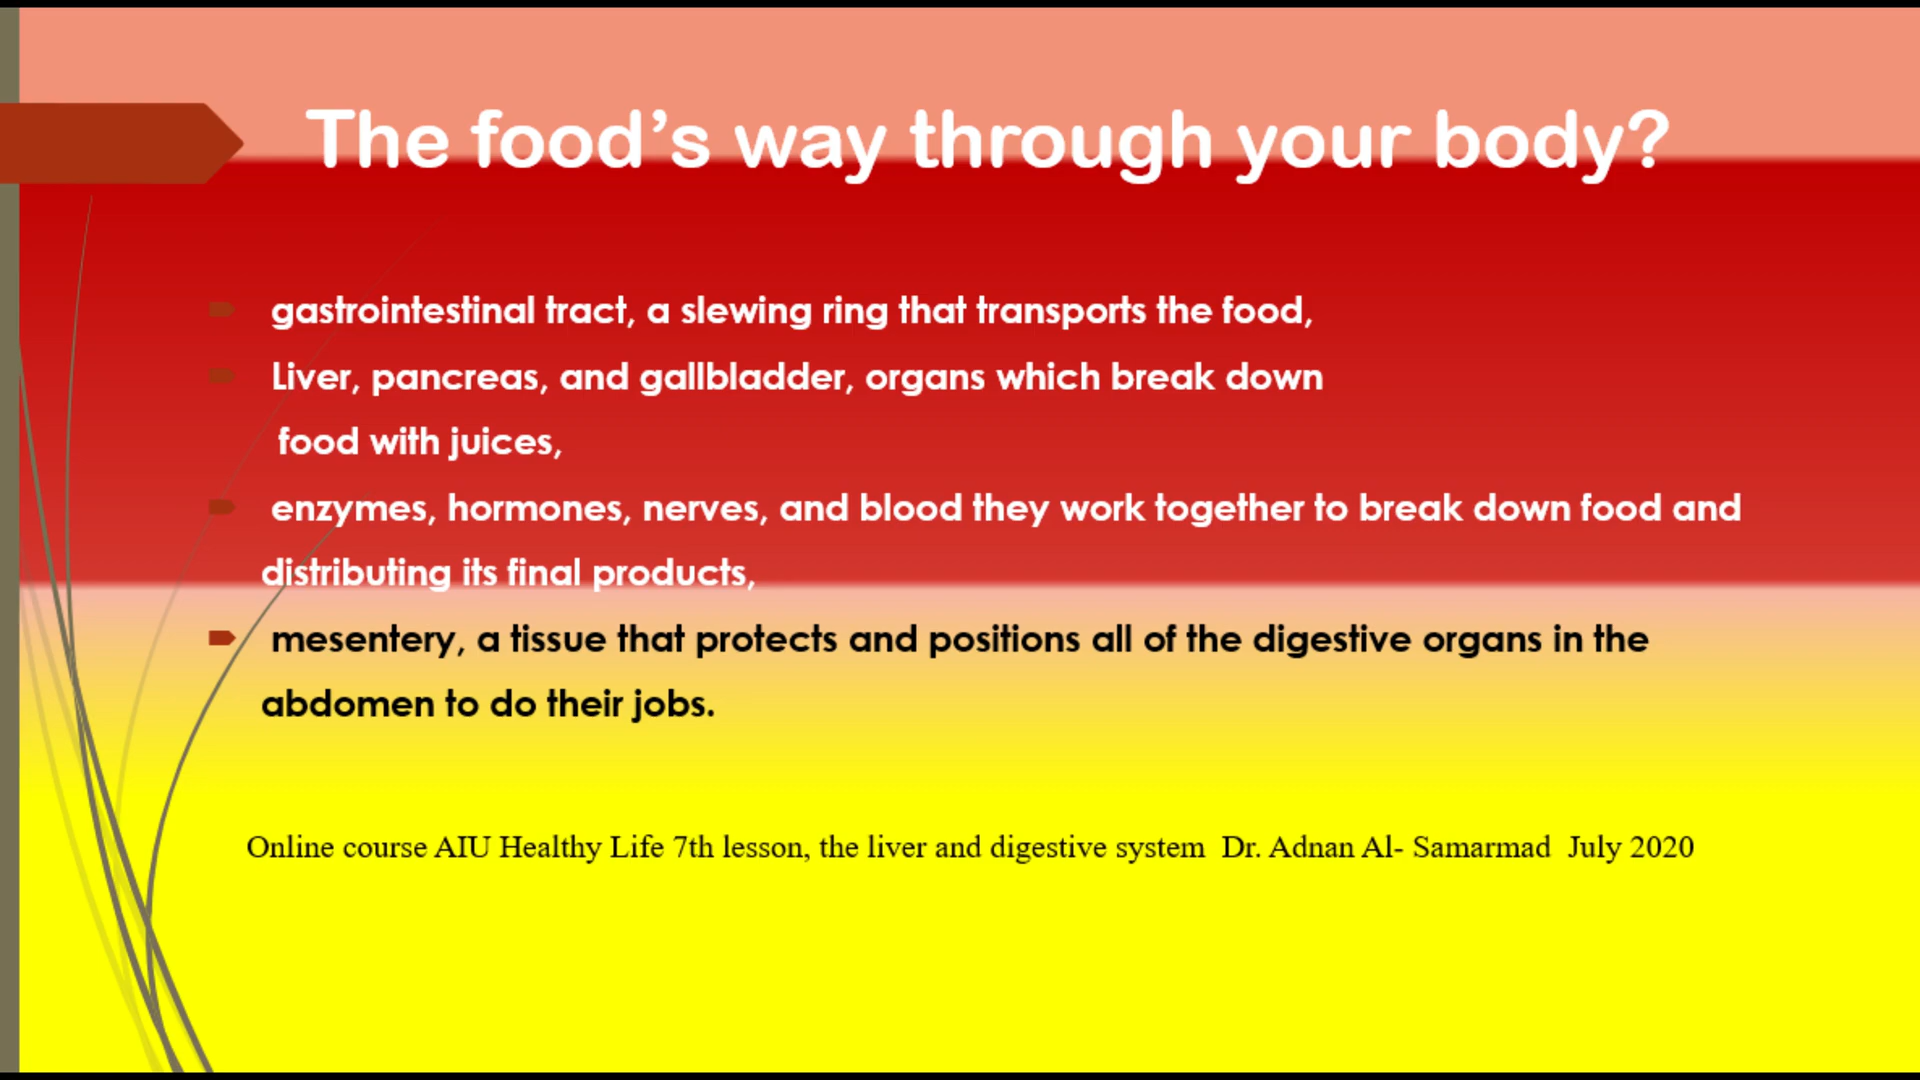 The food’s way through your body?
gastrointestinal tract, a slewing ring that transports the food,
Liver, pancreas, and gallbladder, organs which break down
food with juices,
enzymes, hormones, nerves, and blood they work together to break down food and
distributing its final products,
mesentery, a tissue that protects and positions all of the digestive organs in the
abdomen to do their jobs.
Online course AIU Healthy Life 7th lesson, the liver and digestive system  Dr. Adnan Al- Samarmad  July 2020